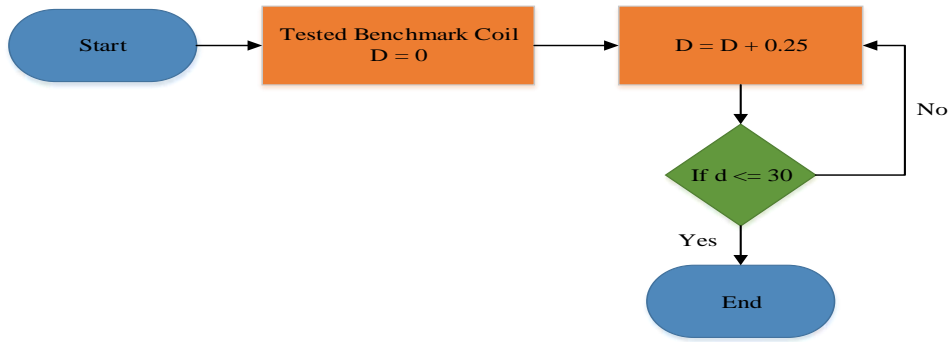 Start
Tested Benchmark Coil
D = 0
D = D + 0.25
No
If d <= 30
Yes
End